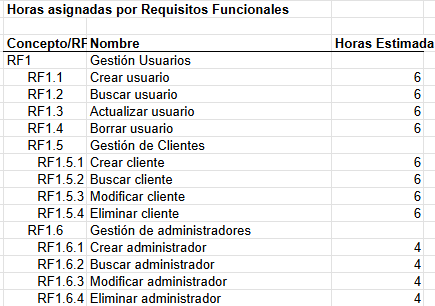 Horas asignadas por Requisitos Funcionales
Concepto/RF Nombre Horas Estimada
RF1 Gestión Usuarios
RF1.1 Crear usuario 6
RF1.2 Buscar usuario 6
RF1.3 Actualizar usuario 6
RF1.4 Borrar usuario 6
RF1.5 Gestión de Clientes
RF1.5.1 Crear cliente 6
RF1.5.2 Buscar cliente 6
RF1.5.3 Modificar cliente 6
RF1.5.4 Eliminar cliente 6
RF1.6 Gestión de administradores
RF1.6.1 Crear administrador 4
RF1.6.2 Buscar administrador 4
RF1.6.3 Modificar administrador 4
RF1.6.4 Eliminar administrador 4